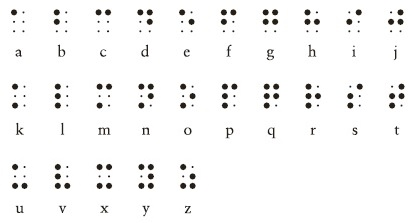 a b c d e f g h i j
k l m n o p q r s t
u v x y z